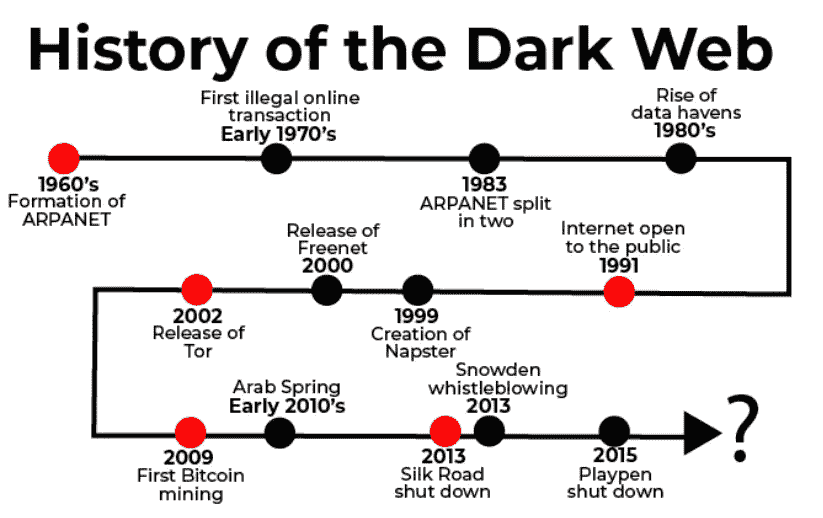 History of the Dark Web
1960's
Formation of
ARPANET
First illegal online
transaction
Early 1970's
1983
ARPANET split
in two
Rise of
data havens
1980's
Internet open
to the public
1991
1999
Creation of
Napster
Release of
Freenet
2000
2002
Release of
Tor
2009
First Bitcoin
mining
Arab Spring
Early 2010's
2013
Silk Road
shut down
Snowden
whistleblowing
2013
2015
Playpen
shut down
?